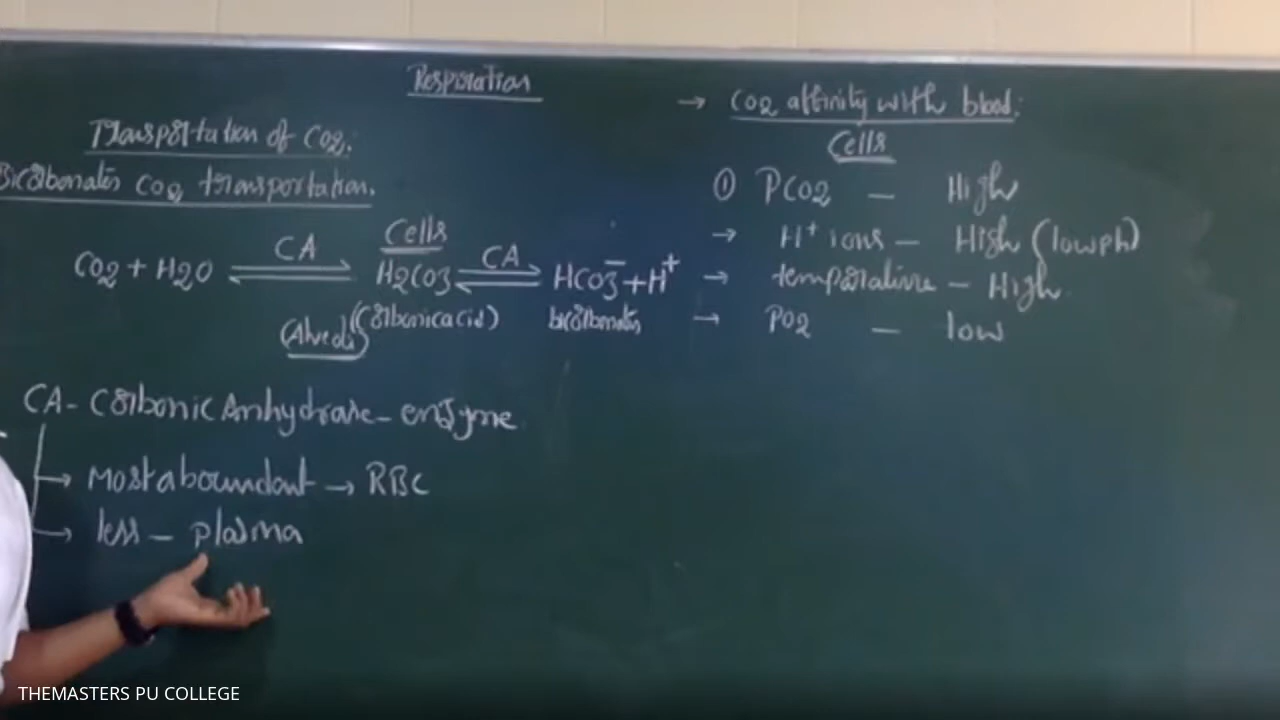 Respiration
Transportation of CO2:
Bicarbonates CO2 transportation.
Cells
CO2 + H2O ⇌ CA H2CO3 ⇌ CA HCO3⁻ + H⁺
(Alveoli) (Carbonic acid) bicarbonates
CA - Carbonic Anhydrase - enzyme
→ Most aboundant → RBC
→ less - plasma
→ CO2 affinity with blood:
Cells
① PCO2 — High
→ H⁺ ions — High (low pH)
→ temparature — High
→ PO2 — low
THEMASTERS PU COLLEGE